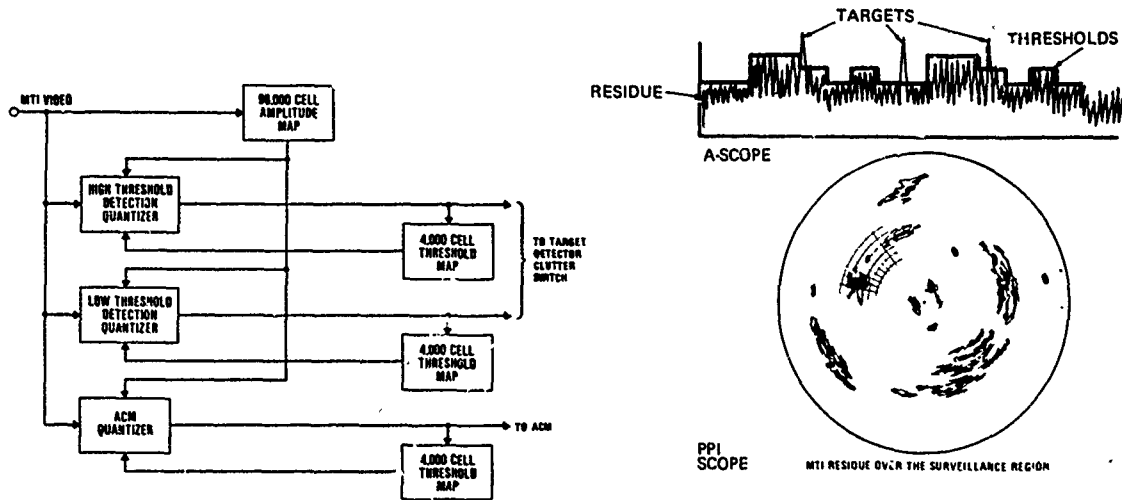 MTI VIDEO
96,000 CELL
AMPLITUDE
MAP
HIGH THRESHOLD
DETECTION
QUANTIZER
4,000 CELL
THRESHOLD
MAP
TO TARGET
DETECTOR
CLUTTER
SWITCH
LOW THRESHOLD
DETECTION
QUANTIZER
4,000 CELL
THRESHOLD
MAP
ACM
QUANTIZER
TO ACM
4,000 CELL
THRESHOLD
MAP
TARGETS
THRESHOLDS
RESIDUE
A-SCOPE
PPI
SCOPE
MTI RESIDUE OVER THE SURVEILLANCE REGION